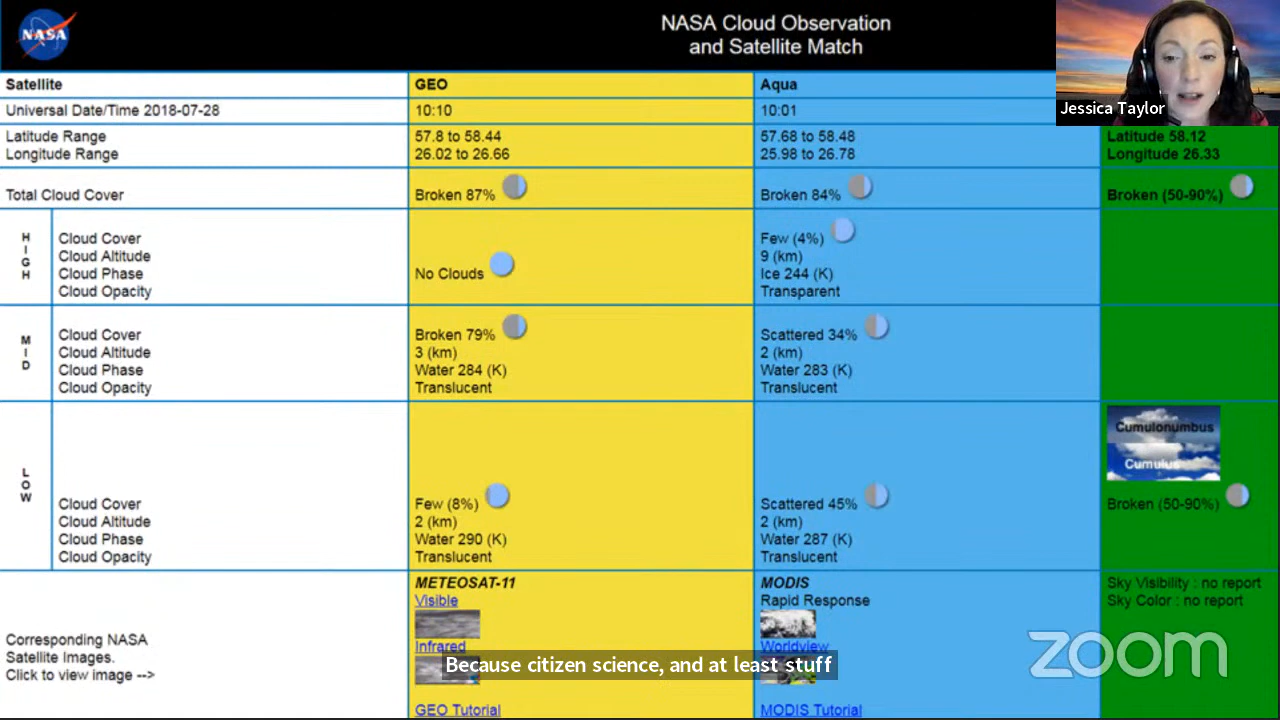 NASA
NASA Cloud Observation
and Satellite Match
Jessica Taylor
Satellite GEO Aqua
Universal Date/Time 2018-07-28 10:10 10:01
Latitude Range 57.8 to 58.44 57.68 to 58.48 Latitude 58.12
Longitude Range 26.02 to 26.66 25.98 to 26.78 Longitude 26.33
Total Cloud Cover Broken 87% Broken 84% Broken (50-90%)
HIGH
Cloud Cover Few (4%)
Cloud Altitude 9 (km)
Cloud Phase No Clouds Ice 244 (K)
Cloud Opacity Transparent
MID
Cloud Cover Broken 79% Scattered 34%
Cloud Altitude 3 (km) 2 (km)
Cloud Phase Water 284 (K) Water 283 (K)
Cloud Opacity Translucent Translucent
LOW
Cumulonumbus
Cumulus
Cloud Cover Few (8%) Scattered 45% Broken (50-90%)
Cloud Altitude 2 (km) 2 (km)
Cloud Phase Water 290 (K) Water 287 (K)
Cloud Opacity Translucent Translucent
METEOSAT-11 MODIS Sky Visibility : no report
Visible Rapid Response Sky Color : no report
Corresponding NASA
Infrared Worldview
Satellite Images.
Click to view image -->
Because citizen science, and at least stuff
zoom
GEO Tutorial MODIS Tutorial